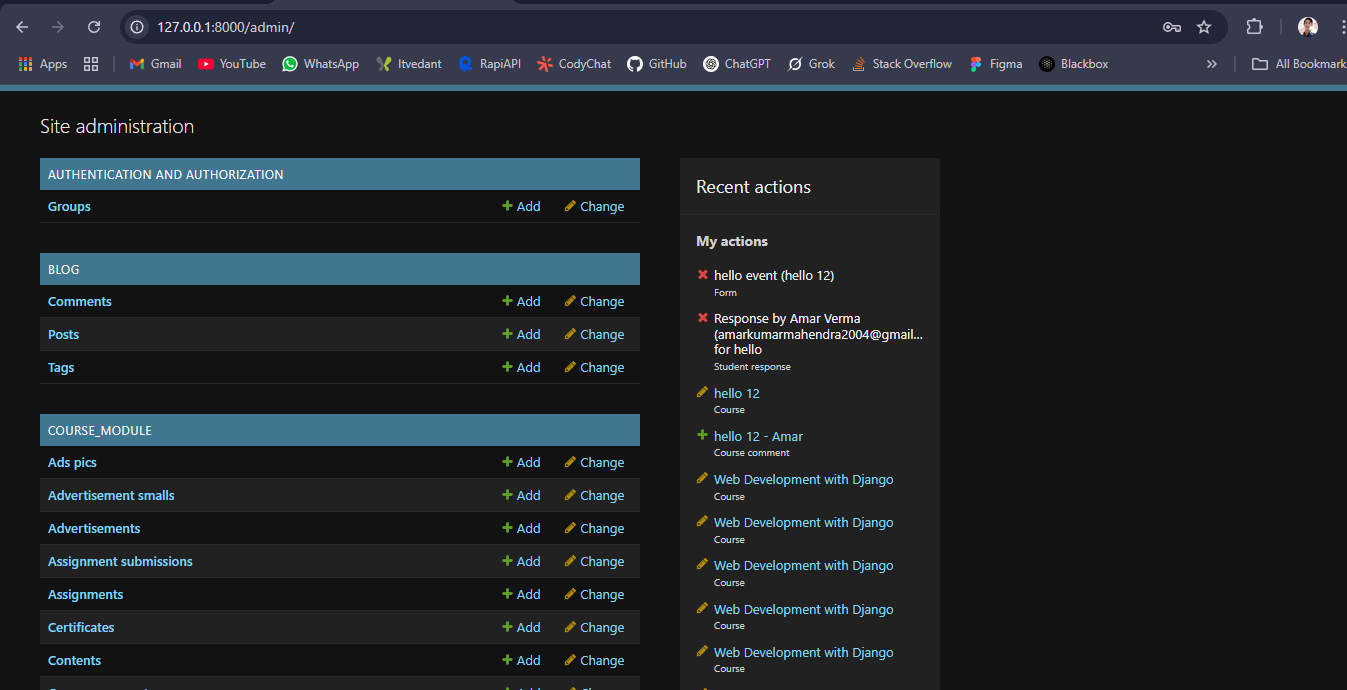 127.0.0.1:8000/admin/
Apps Gmail YouTube WhatsApp Itvedant RapiAPI CodyChat GitHub ChatGPT Grok Stack Overflow Figma Blackbox » All Bookmark
Site administration
AUTHENTICATION AND AUTHORIZATION
Groups Add Change
BLOG
Comments Add Change
Posts Add Change
Tags Add Change
COURSE_MODULE
Ads pics Add Change
Advertisement smalls Add Change
Advertisements Add Change
Assignment submissions Add Change
Assignments Add Change
Certificates Add Change
Contents Add Change
Recent actions
My actions
hello event (hello 12)
Form
Response by Amar Verma
(amarkumarmahendra2004@gmail...
for hello
Student response
hello 12
Course
hello 12 - Amar
Course comment
Web Development with Django
Course
Web Development with Django
Course
Web Development with Django
Course
Web Development with Django
Course
Web Development with Django
Course